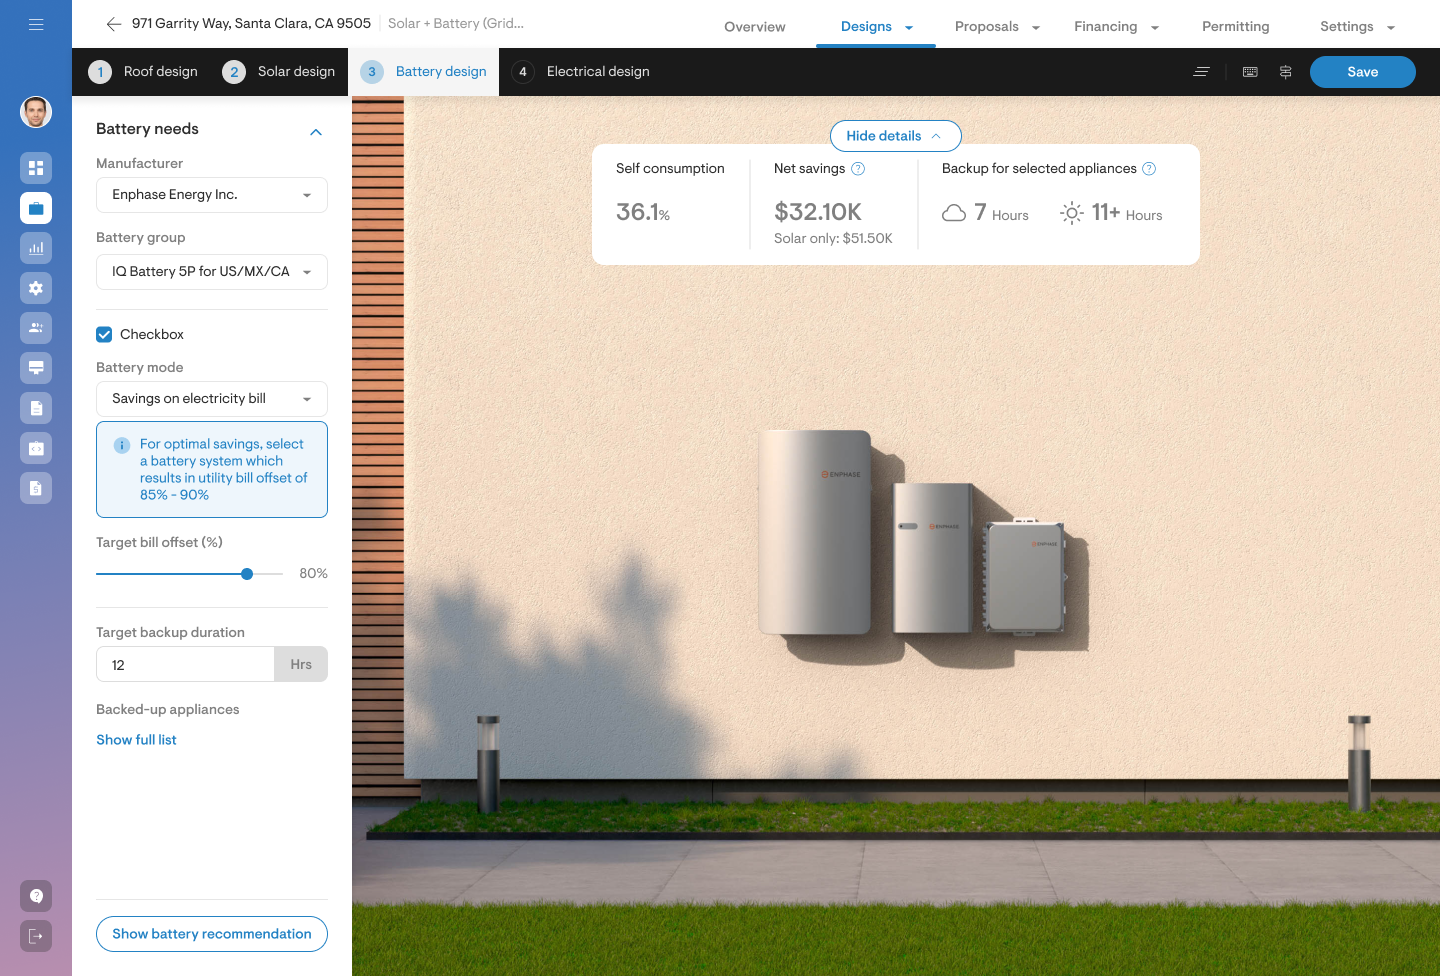 971 Garrity Way, Santa Clara, CA 9505
Solar + Battery (Grid...
Overview
Designs
Proposals
Financing
Permitting
Settings
1 Roof design
2 Solar design
3 Battery design
4 Electrical design
Save
Battery needs
Manufacturer
Enphase Energy Inc.
Battery group
IQ Battery 5P for US/MX/CA
Checkbox
Battery mode
Savings on electricity bill
For optimal savings, select
a battery system which
results in utility bill offset of
85% - 90%
Target bill offset (%)
80%
Target backup duration
12 Hrs
Backed-up appliances
Show full list
Show battery recommendation
Hide details
Self consumption
36.1%
Net savings
$32.10K
Solar only: $51.50K
Backup for selected appliances
7 Hours
11+ Hours
ENPHASE
ENPHASE
ENPHASE